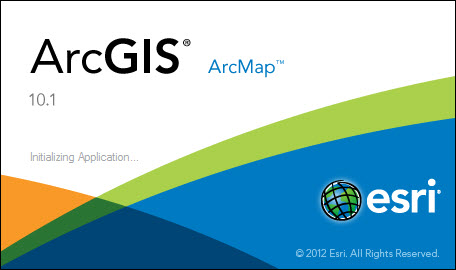 ArcGIS® ArcMap™
10.1
Initializing Application...
esri®
© 2012 Esri. All Rights Reserved.